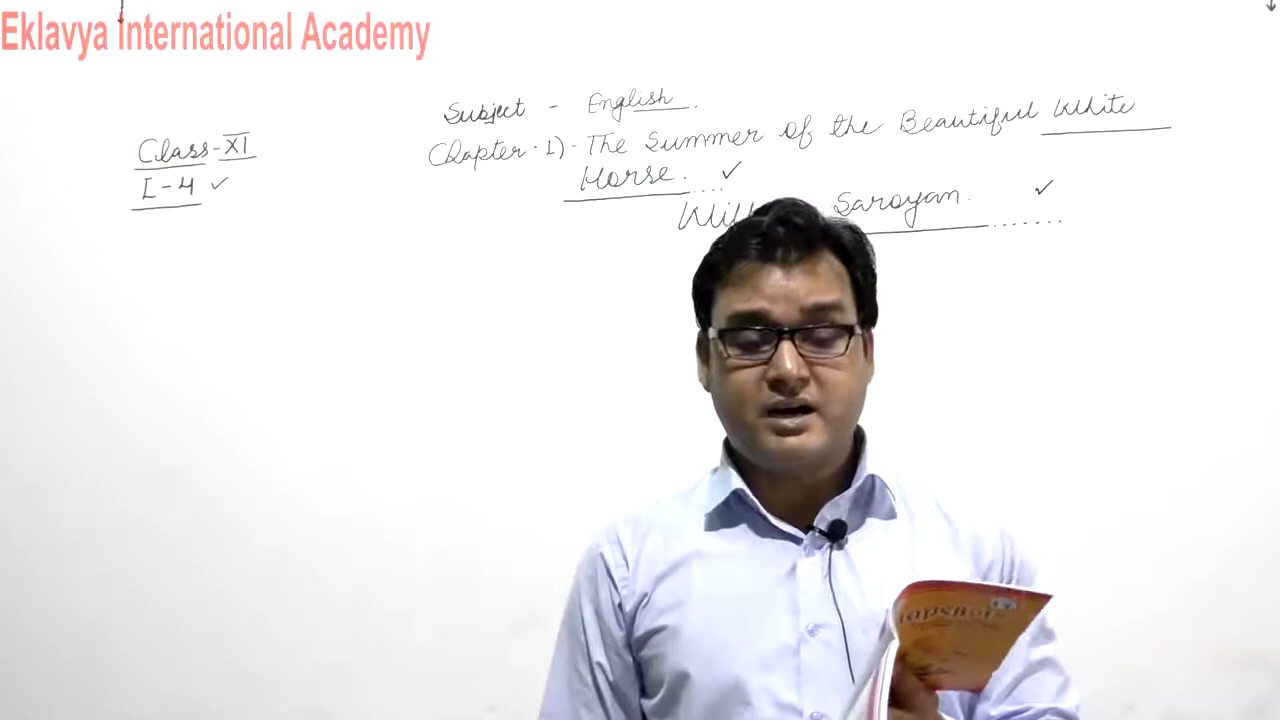 Eklavya International Academy
Subject - English.
Class-XI
L-4 ✓
Chapter-1)-The Summer of the Beautiful White
Horse. ✓
Saroyan. ✓